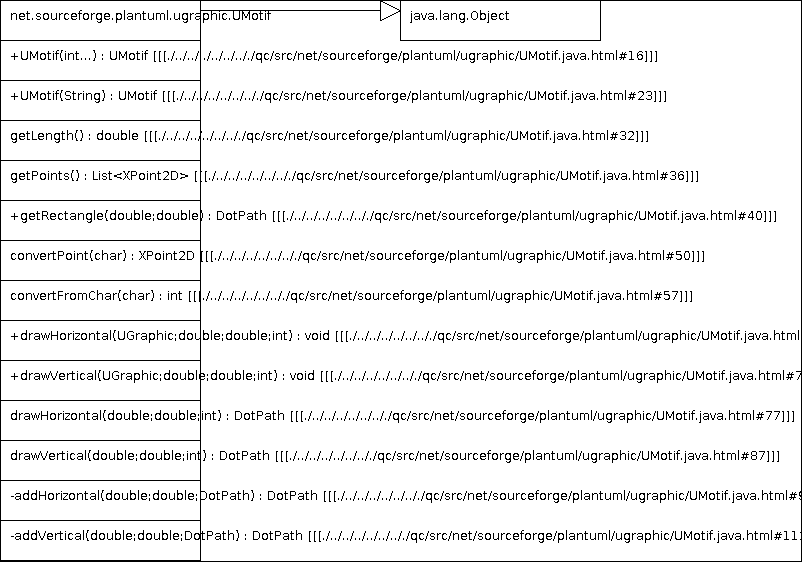 net.sourceforge.plantuml.ugraphic.UMotif
java.lang.Object
+UMotif(int...) : UMotif [[[./../../../../../../qc/src/net/sourceforge/plantuml/ugraphic/UMotif.java.html#16]]]
+UMotif(String) : UMotif [[[./../../../../../../qc/src/net/sourceforge/plantuml/ugraphic/UMotif.java.html#23]]]
getLength() : double [[[./../../../../../../qc/src/net/sourceforge/plantuml/ugraphic/UMotif.java.html#32]]]
getPoints() : List<XPoint2D> [[[./../../../../../../qc/src/net/sourceforge/plantuml/ugraphic/UMotif.java.html#36]]]
+getRectangle(double;double) : DotPath [[[./../../../../../../qc/src/net/sourceforge/plantuml/ugraphic/UMotif.java.html#40]]]
convertPoint(char) : XPoint2D [[[./../../../../../../qc/src/net/sourceforge/plantuml/ugraphic/UMotif.java.html#50]]]
convertFromChar(char) : int [[[./../../../../../../qc/src/net/sourceforge/plantuml/ugraphic/UMotif.java.html#57]]]
+drawHorizontal(UGraphic;double;double;int) : void [[[./../../../../../../qc/src/net/sourceforge/plantuml/ugraphic/UMotif.java.html
+drawVertical(UGraphic;double;double;int) : void [[[./../../../../../../qc/src/net/sourceforge/plantuml/ugraphic/UMotif.java.html#7
drawHorizontal(double;double;int) : DotPath [[[./../../../../../../qc/src/net/sourceforge/plantuml/ugraphic/UMotif.java.html#77]]]
drawVertical(double;double;int) : DotPath [[[./../../../../../../qc/src/net/sourceforge/plantuml/ugraphic/UMotif.java.html#87]]]
-addHorizontal(double;double;DotPath) : DotPath [[[./../../../../../../qc/src/net/sourceforge/plantuml/ugraphic/UMotif.java.html#9
-addVertical(double;double;DotPath) : DotPath [[[./../../../../../../qc/src/net/sourceforge/plantuml/ugraphic/UMotif.java.html#111